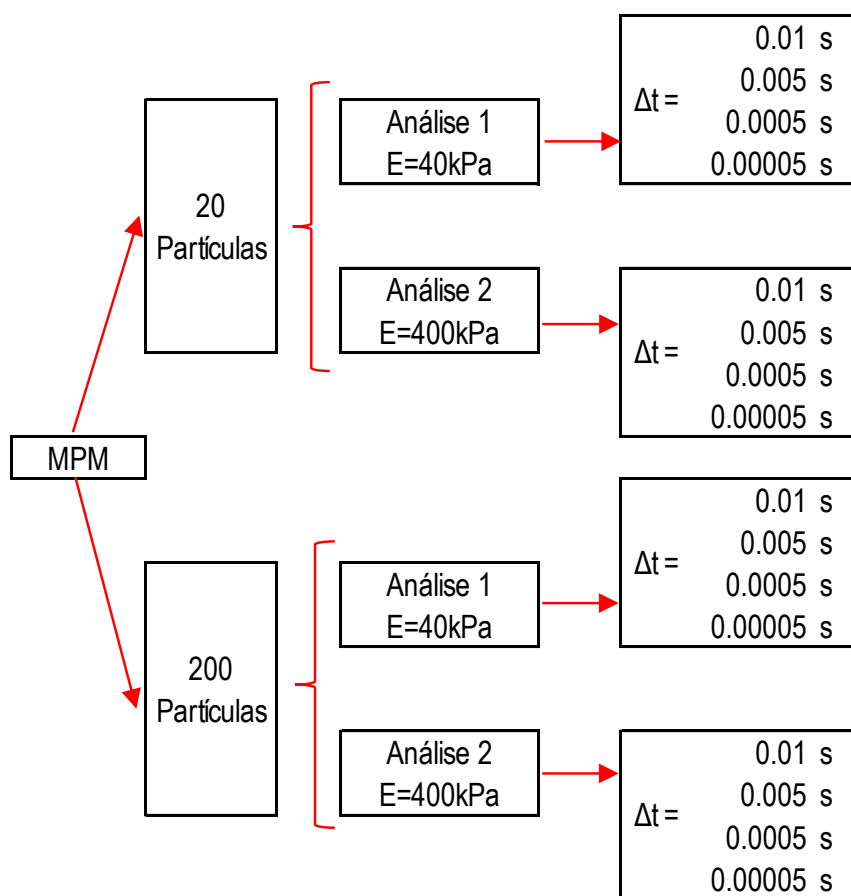 MPM
20
Partículas
Análise 1
E=40kPa
Δt =
0.01 s
0.005 s
0.0005 s
0.00005 s
Análise 2
E=400kPa
Δt =
0.01 s
0.005 s
0.0005 s
0.00005 s
200
Partículas
Análise 1
E=40kPa
Δt =
0.01 s
0.005 s
0.0005 s
0.00005 s
Análise 2
E=400kPa
Δt =
0.01 s
0.005 s
0.0005 s
0.00005 s